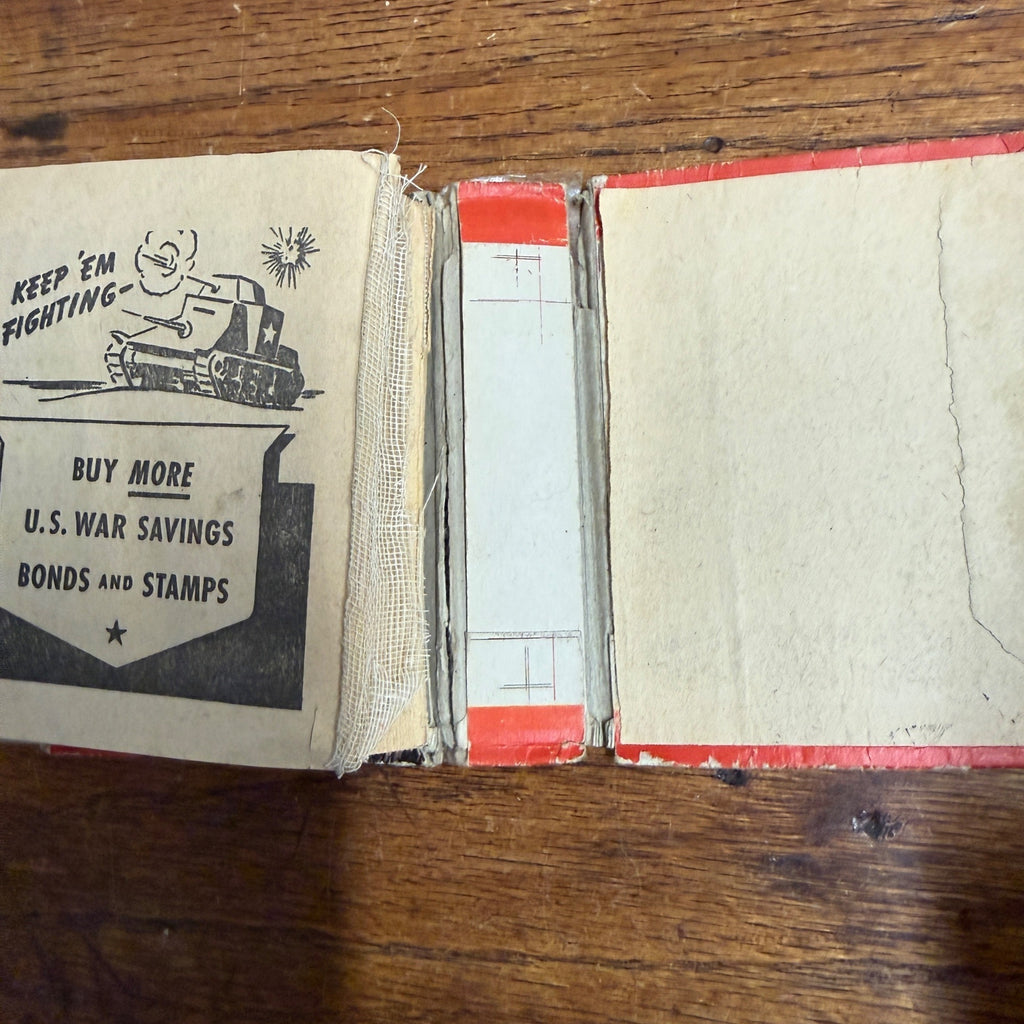 KEEP 'EM
FIGHTING-
BUY MORE
U.S. WAR SAVINGS
BONDS AND STAMPS